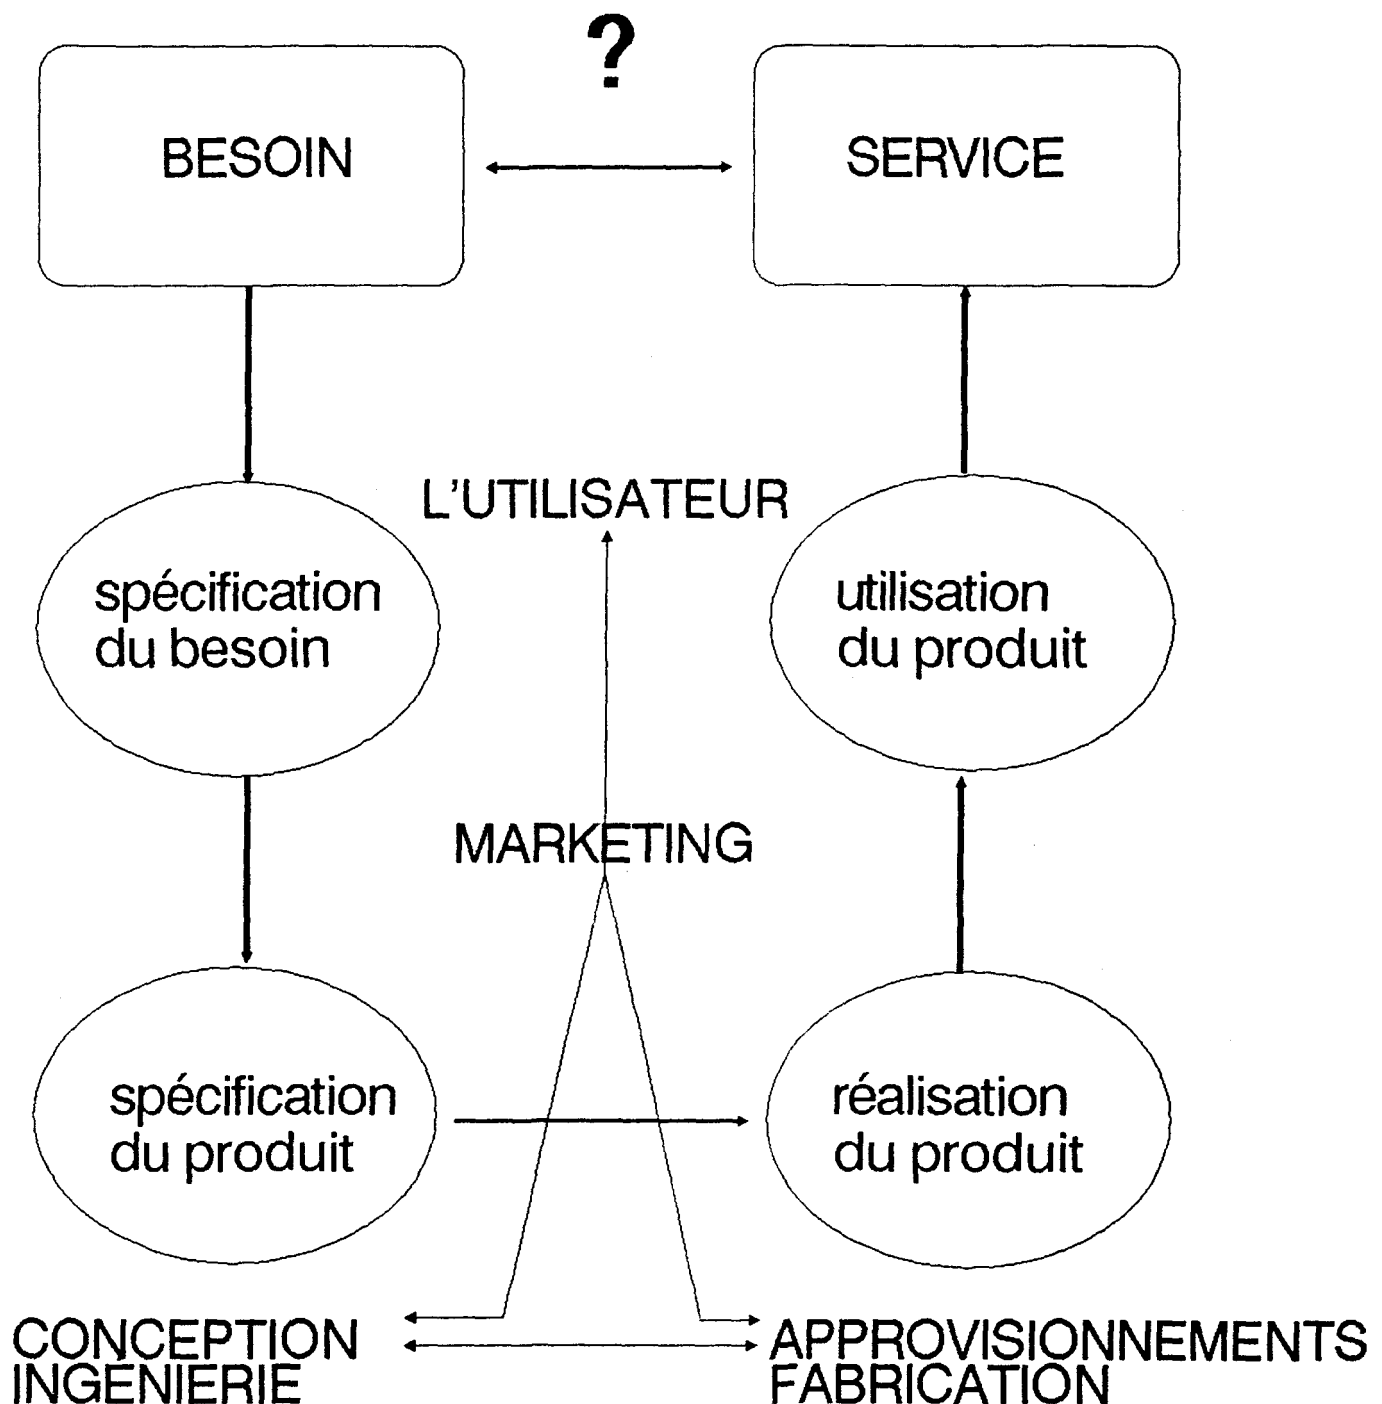 ?
BESOIN
SERVICE
L'UTILISATEUR
spécification
du besoin
utilisation
du produit
MARKETING
spécification
du produit
réalisation
du produit
CONCEPTION
INGENIERIE
APPROVISIONNEMENTS
FABRICATION